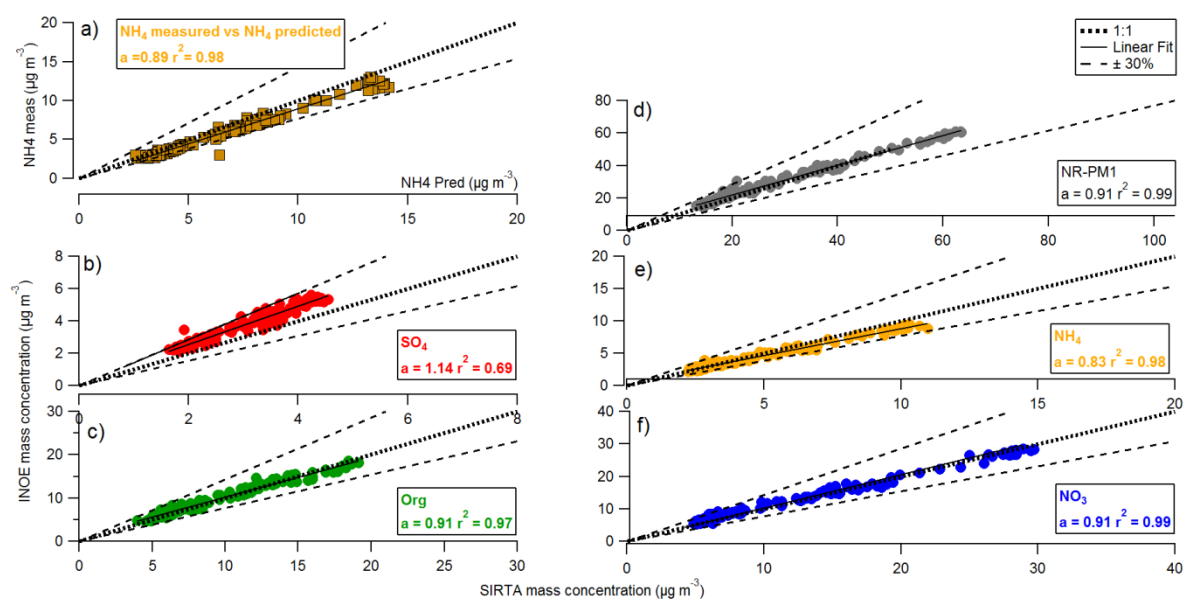 a)
NH4 measured vs NH4 predicted
a =0.89 r2 = 0.98
NH4 meas (µg m-3)
20
15
10
5
0
NH4 Pred (µg m-3)
0 5 10 15 20
1:1
Linear Fit
± 30%
b)
8
6
4
2
0
SO4
a = 1.14 r2 = 0.69
0 2 4 6 8
c)
30
20
10
0
Org
a = 0.91 r2 = 0.97
0 5 10 15 20 25 30
INOE mass concentration (µg m-3)
d)
80
60
40
20
0
NR-PM1
a = 0.91 r2 = 0.99
0 20 40 60 80 100
e)
20
15
10
5
0
NH4
a = 0.83 r2 = 0.98
0 5 10 15 20
f)
40
30
20
10
0
NO3
a = 0.91 r2 = 0.99
0 10 20 30 40
SIRTA mass concentration (µg m-3)